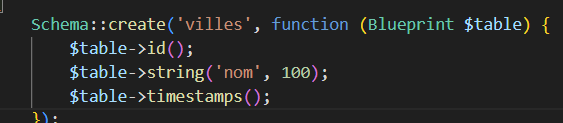 Schema::create('villes', function (Blueprint $table) {
$table->id();
$table->string('nom', 100);
$table->timestamps();
});